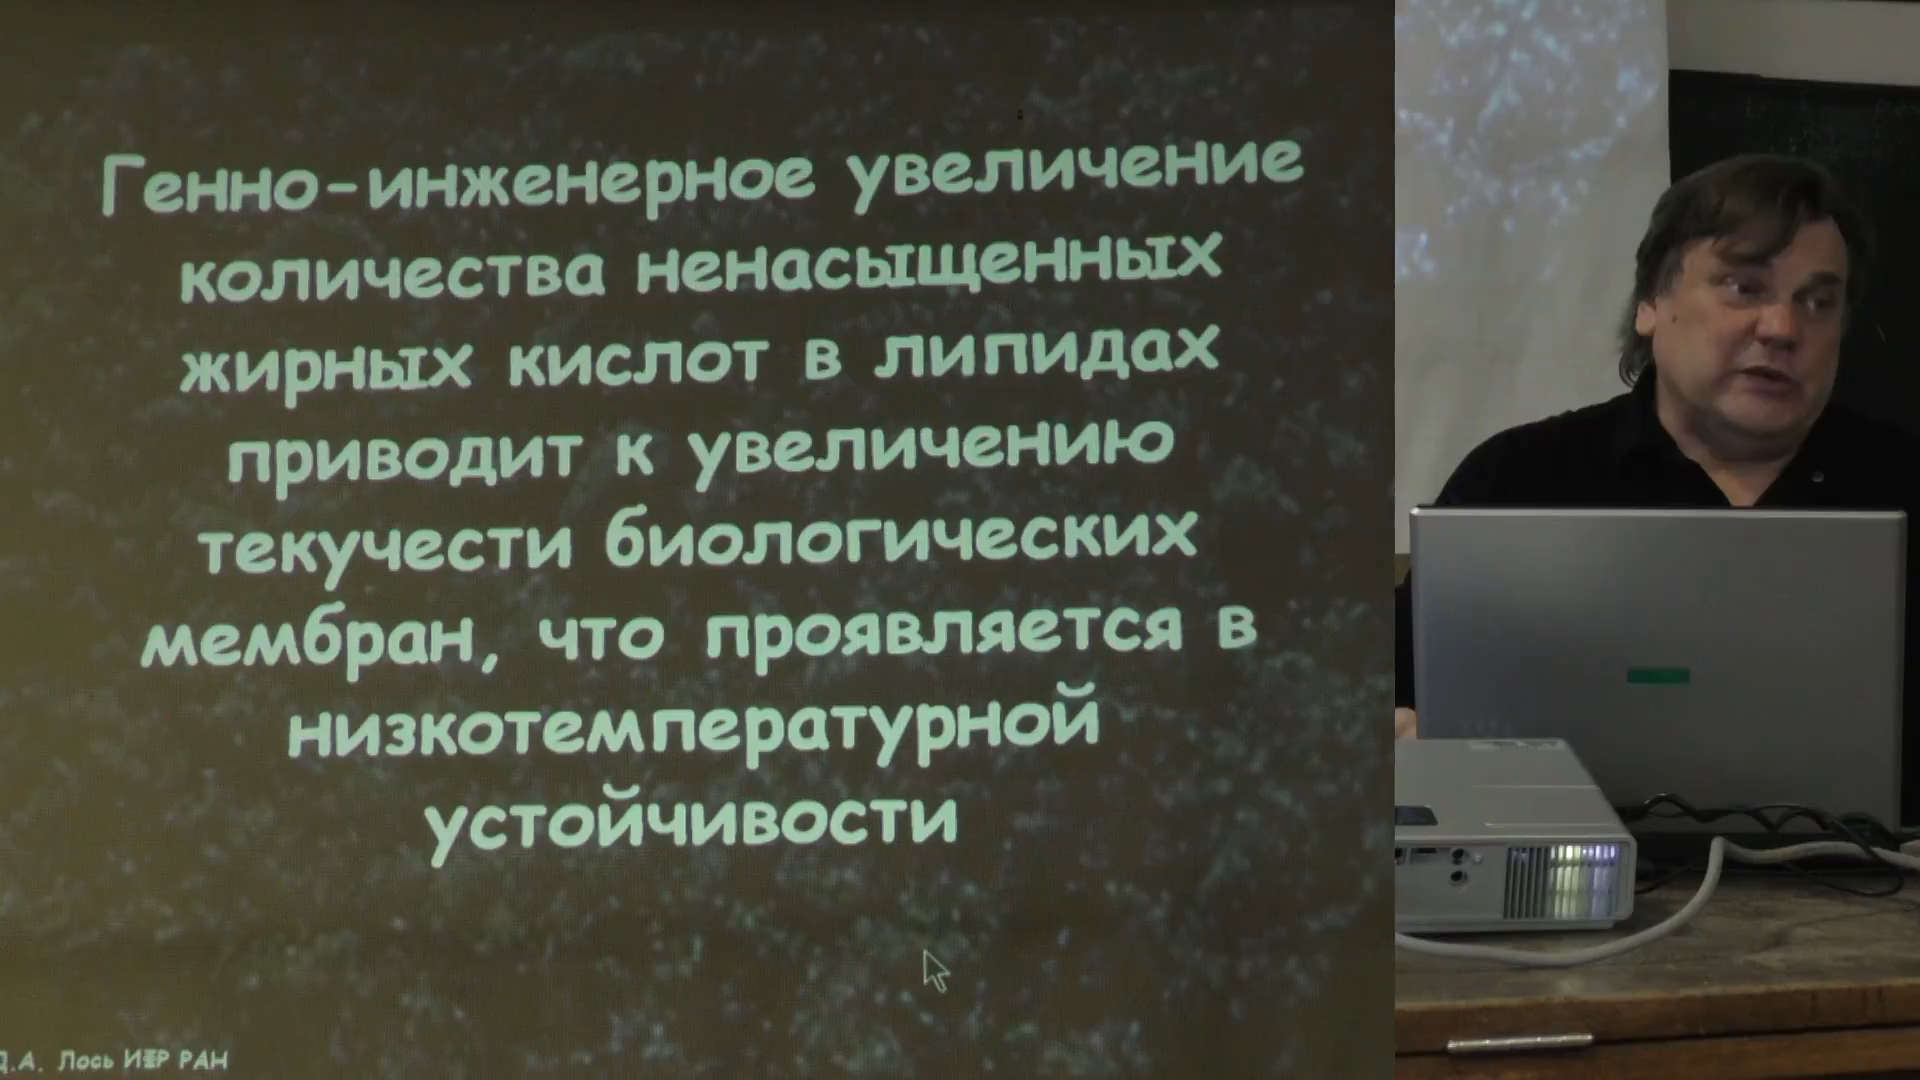 Генно-инженерное увеличение
количества ненасыщенных
жирных кислот в липидах
приводит к увеличению
текучести биологических
мембран, что проявляется в
низкотемпературной
устойчивости
Д.А. Лось ИФР РАН